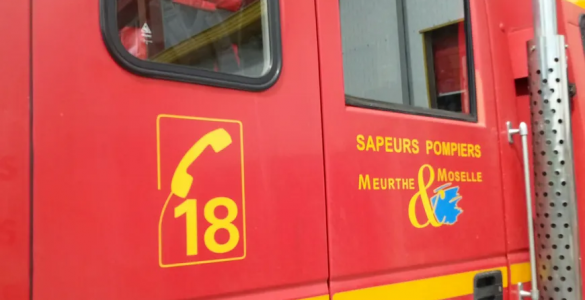 18
SAPEURS POMPIERS
MEURTHE & MOSELLE